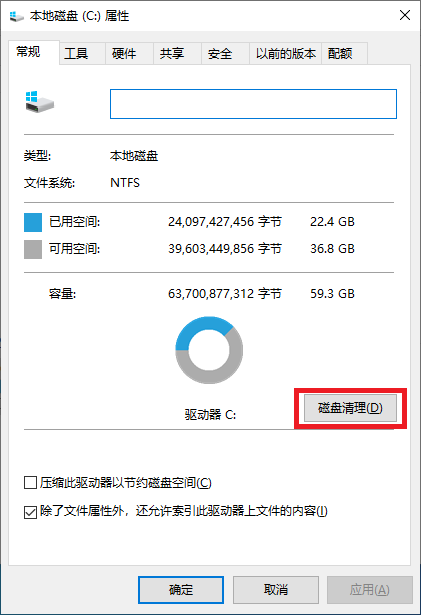 本地磁盘 (C:) 属性
常规 工具 硬件 共享 安全 以前的版本 配额
类型: 本地磁盘
文件系统: NTFS
已用空间: 24,097,427,456 字节 22.4 GB
可用空间: 39,603,449,856 字节 36.8 GB
容量: 63,700,877,312 字节 59.3 GB
驱动器 C:
磁盘清理(D)
压缩此驱动器以节约磁盘空间(C)
除了文件属性外，还允许索引此驱动器上文件的内容(I)
确定 取消 应用(A)